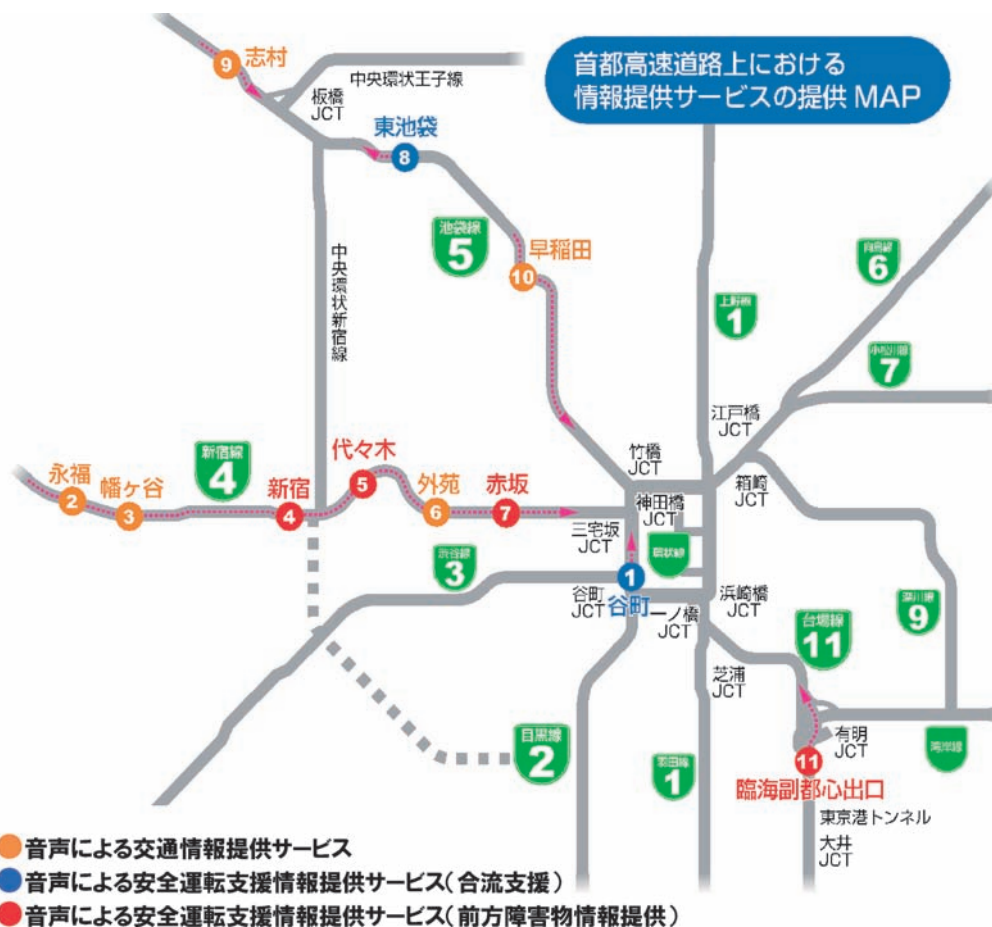 首都高速道路上における
情報提供サービスの提供 MAP
9
志村
中央環状王子線
板橋
JCT
東池袋
8
池袋線
5
早稲田
10
中央環状新宿線
向島線
6
上野線
1
小松川線
7
江戸橋
JCT
新宿線
4
代々木
5
永福
2
幡ヶ谷
3
新宿
4
外苑
6
赤坂
7
竹橋
JCT
箱崎
JCT
神田橋
JCT
三宅坂
JCT
環状線
渋谷線
3
谷町
JCT
1
谷町
一ノ橋
JCT
浜崎橋
JCT
台場線
11
深川線
9
芝浦
JCT
目黒線
2
羽田線
1
有明
JCT
湾岸線
11
臨海副都心出口
東京港トンネル
大井
JCT
音声による交通情報提供サービス
音声による安全運転支援情報提供サービス(合流支援)
音声による安全運転支援情報提供サービス(前方障害物情報提供)